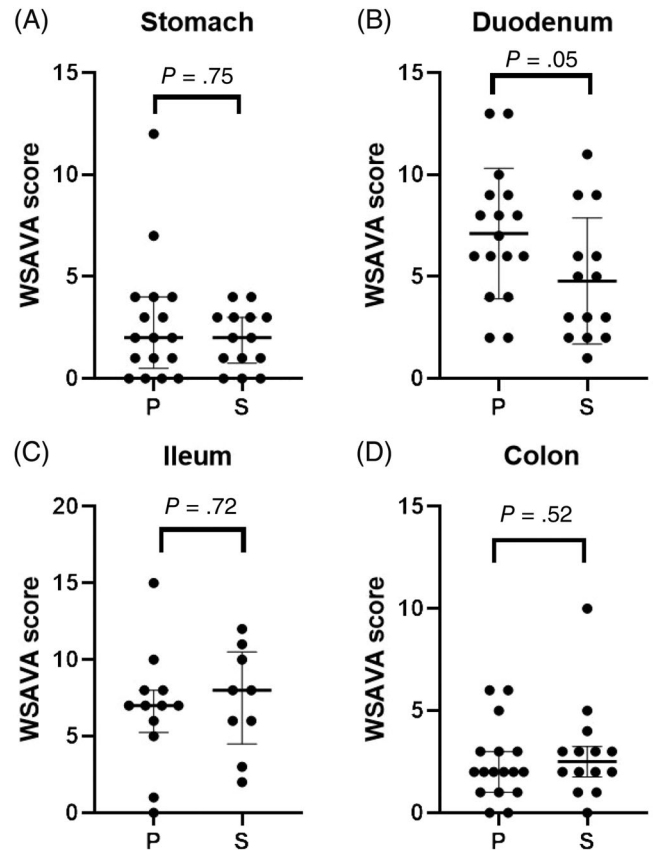 (A) Stomach
P = .75
WSAVA score
15
10
5
0
P S
(B) Duodenum
P = .05
WSAVA score
15
10
5
0
P S
(C) Ileum
P = .72
WSAVA score
20
15
10
5
0
P S
(D) Colon
P = .52
WSAVA score
15
10
5
0
P S